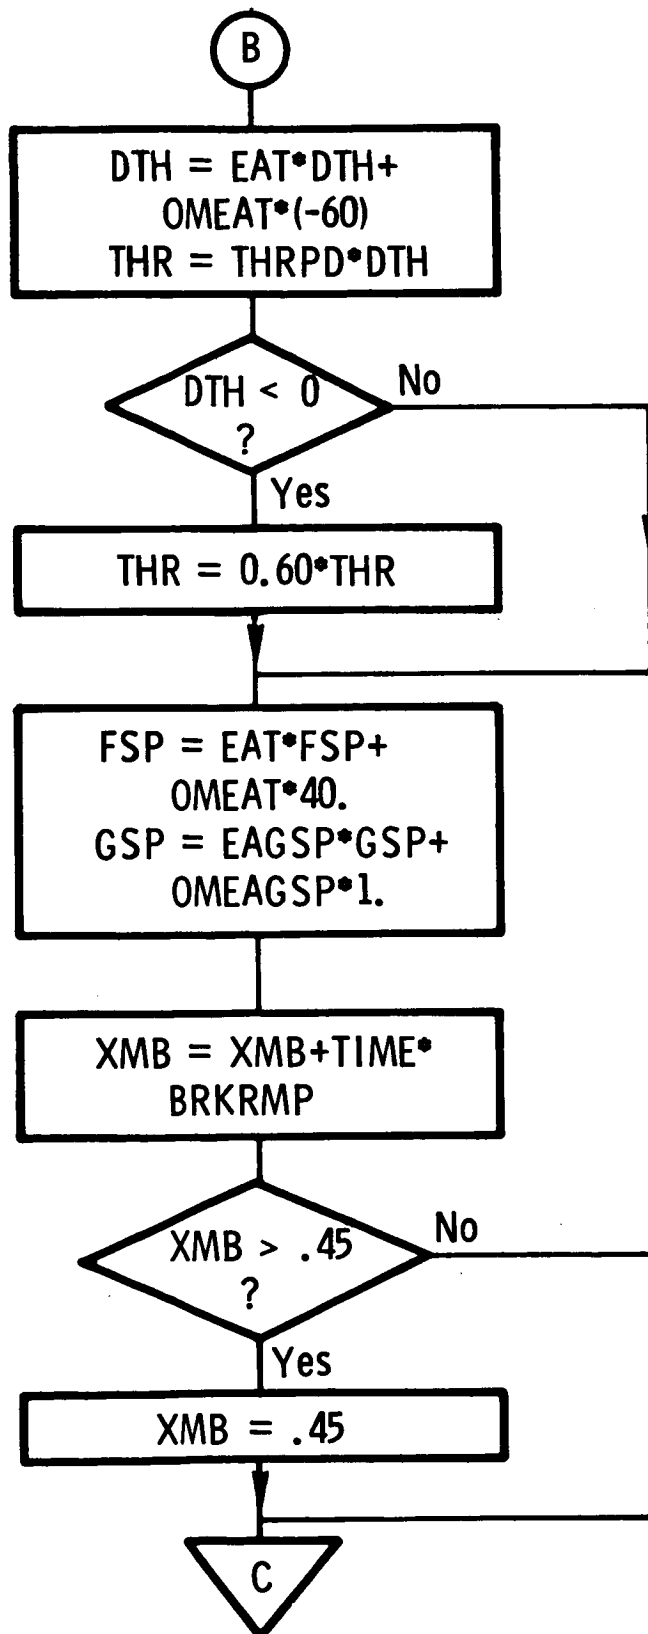 B
DTH = EAT*DTH+
OMEAT*(-60)
THR = THRPD*DTH
DTH < 0
?
No
Yes
THR = 0.60*THR
FSP = EAT*FSP+
OMEAT*40.
GSP = EAGSP*GSP+
OMEAGSP*1.
XMB = XMB+TIME*
BRKRMP
XMB > .45
?
No
Yes
XMB = .45
C